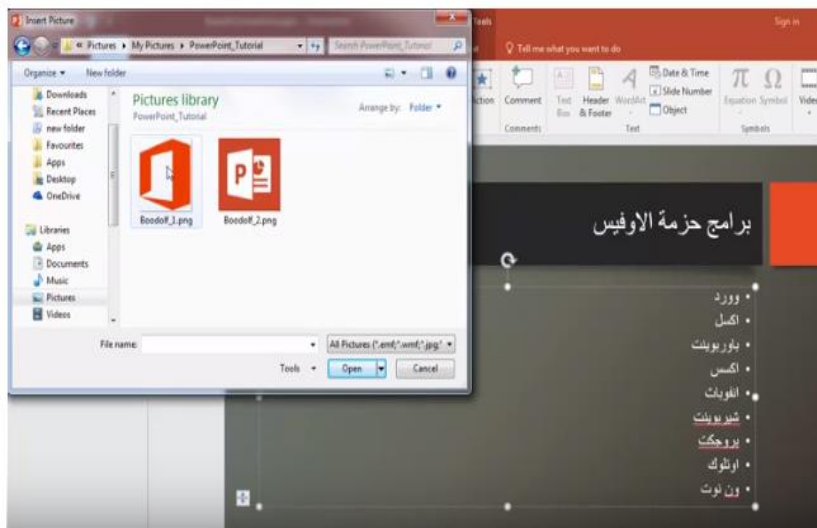 Insert Picture
« Pictures ▸ My Pictures ▸ PowerPoint_Tutorial
Search PowerPoint_Tutorial
Organize
New folder
Downloads
Recent Places
new folder
Favourites
Apps
Desktop
OneDrive
Libraries
Apps
Documents
Music
Pictures
Videos
Pictures library
PowerPoint_Tutorial
Arrange by: Folder
Boodolf_1.png
P
Boodolf_2.png
File name:
All Pictures (*.emf;*.wmf;*.jpg;*
Tools
Open
Cancel
Tools
Sign in
Tell me what you want to do
Comment
Text Box
Header & Footer
WordArt
Date & Time
Slide Number
Object
Equation
Symbol
Video
Comments
Text
Symbols
برامج حزمة الاوفيس
• وورد
• اكسل
• باوربوينت
• اكسس
• انفوبات
• شيربوينت
• بروجكت
• اوتلوك
• ون نوت